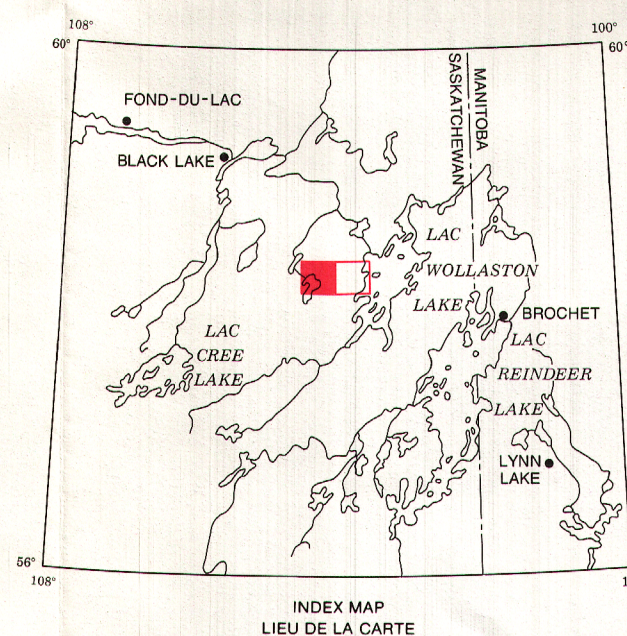 108°
100°
60°
60°
FOND-DU-LAC
BLACK LAKE
SASKATCHEWAN
MANITOBA
LAC
WOLLASTON
LAKE
BROCHET
LAC
CREE
LAKE
LAC
REINDEER
LAKE
LYNN
LAKE
56°
108°
1
INDEX MAP
LIEU DE LA CARTE